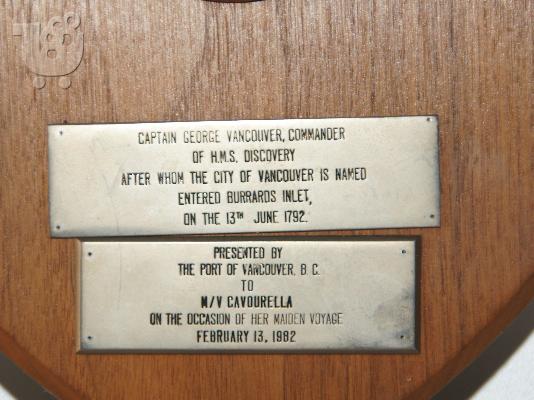 CAPTAIN GEORGE VANCOUVER, COMMANDER
OF H.M.S. DISCOVERY
AFTER WHOM THE CITY OF VANCOUVER IS NAMED
ENTERED BURRARDS INLET,
ON THE 13TH JUNE 1792.
PRESENTED BY
THE PORT OF VANCOUVER, B.C.
TO
M/V CAVOURELLA
ON THE OCCASION OF HER MAIDEN VOYAGE
FEBRUARY 13, 1982